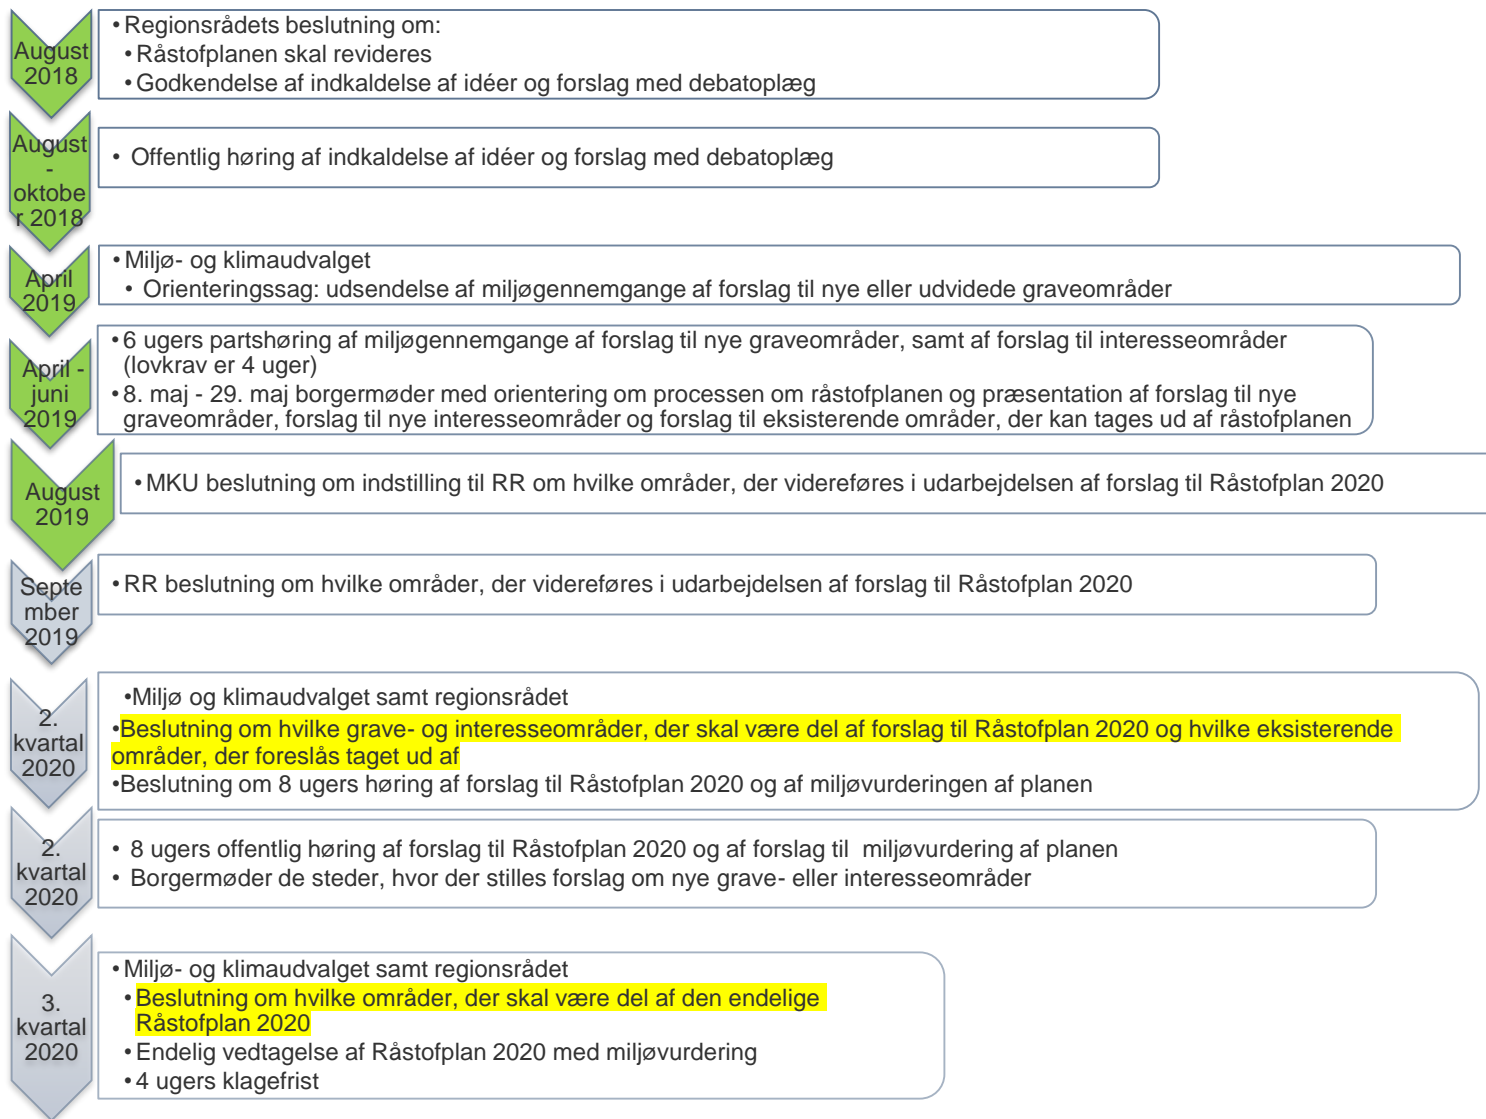 August
2018
•Regionsrådets beslutning om:
•Råstofplanen skal revideres
•Godkendelse af indkaldelse af idéer og forslag med debatoplæg
August
-
oktobe
r 2018
• Offentlig høring af indkaldelse af idéer og forslag med debatoplæg
April
2019
•Miljø- og klimaudvalget
• Orienteringssag: udsendelse af miljøgennemgange af forslag til nye eller udvidede graveområder
April -
juni
2019
•6 ugers partshøring af miljøgennemgange af forslag til nye graveområder, samt af forslag til interesseområder
(lovkrav er 4 uger)
•8. maj - 29. maj borgermøder med orientering om processen om råstofplanen og præsentation af forslag til nye
graveområder, forslag til nye interesseområder og forslag til eksisterende områder, der kan tages ud af råstofplanen
August
2019
•MKU beslutning om indstilling til RR om hvilke områder, der videreføres i udarbejdelsen af forslag til Råstofplan 2020
Septe
mber
2019
•RR beslutning om hvilke områder, der videreføres i udarbejdelsen af forslag til Råstofplan 2020
2.
kvartal
2020
•Miljø og klimaudvalget samt regionsrådet
•Beslutning om hvilke grave- og interesseområder, der skal være del af forslag til Råstofplan 2020 og hvilke eksisterende
områder, der foreslås taget ud af
•Beslutning om 8 ugers høring af forslag til Råstofplan 2020 og af miljøvurderingen af planen
2.
kvartal
2020
• 8 ugers offentlig høring af forslag til Råstofplan 2020 og af forslag til miljøvurdering af planen
• Borgermøder de steder, hvor der stilles forslag om nye grave- eller interesseområder
3.
kvartal
2020
•Miljø- og klimaudvalget samt regionsrådet
•Beslutning om hvilke områder, der skal være del af den endelige
Råstofplan 2020
•Endelig vedtagelse af Råstofplan 2020 med miljøvurdering
•4 ugers klagefrist